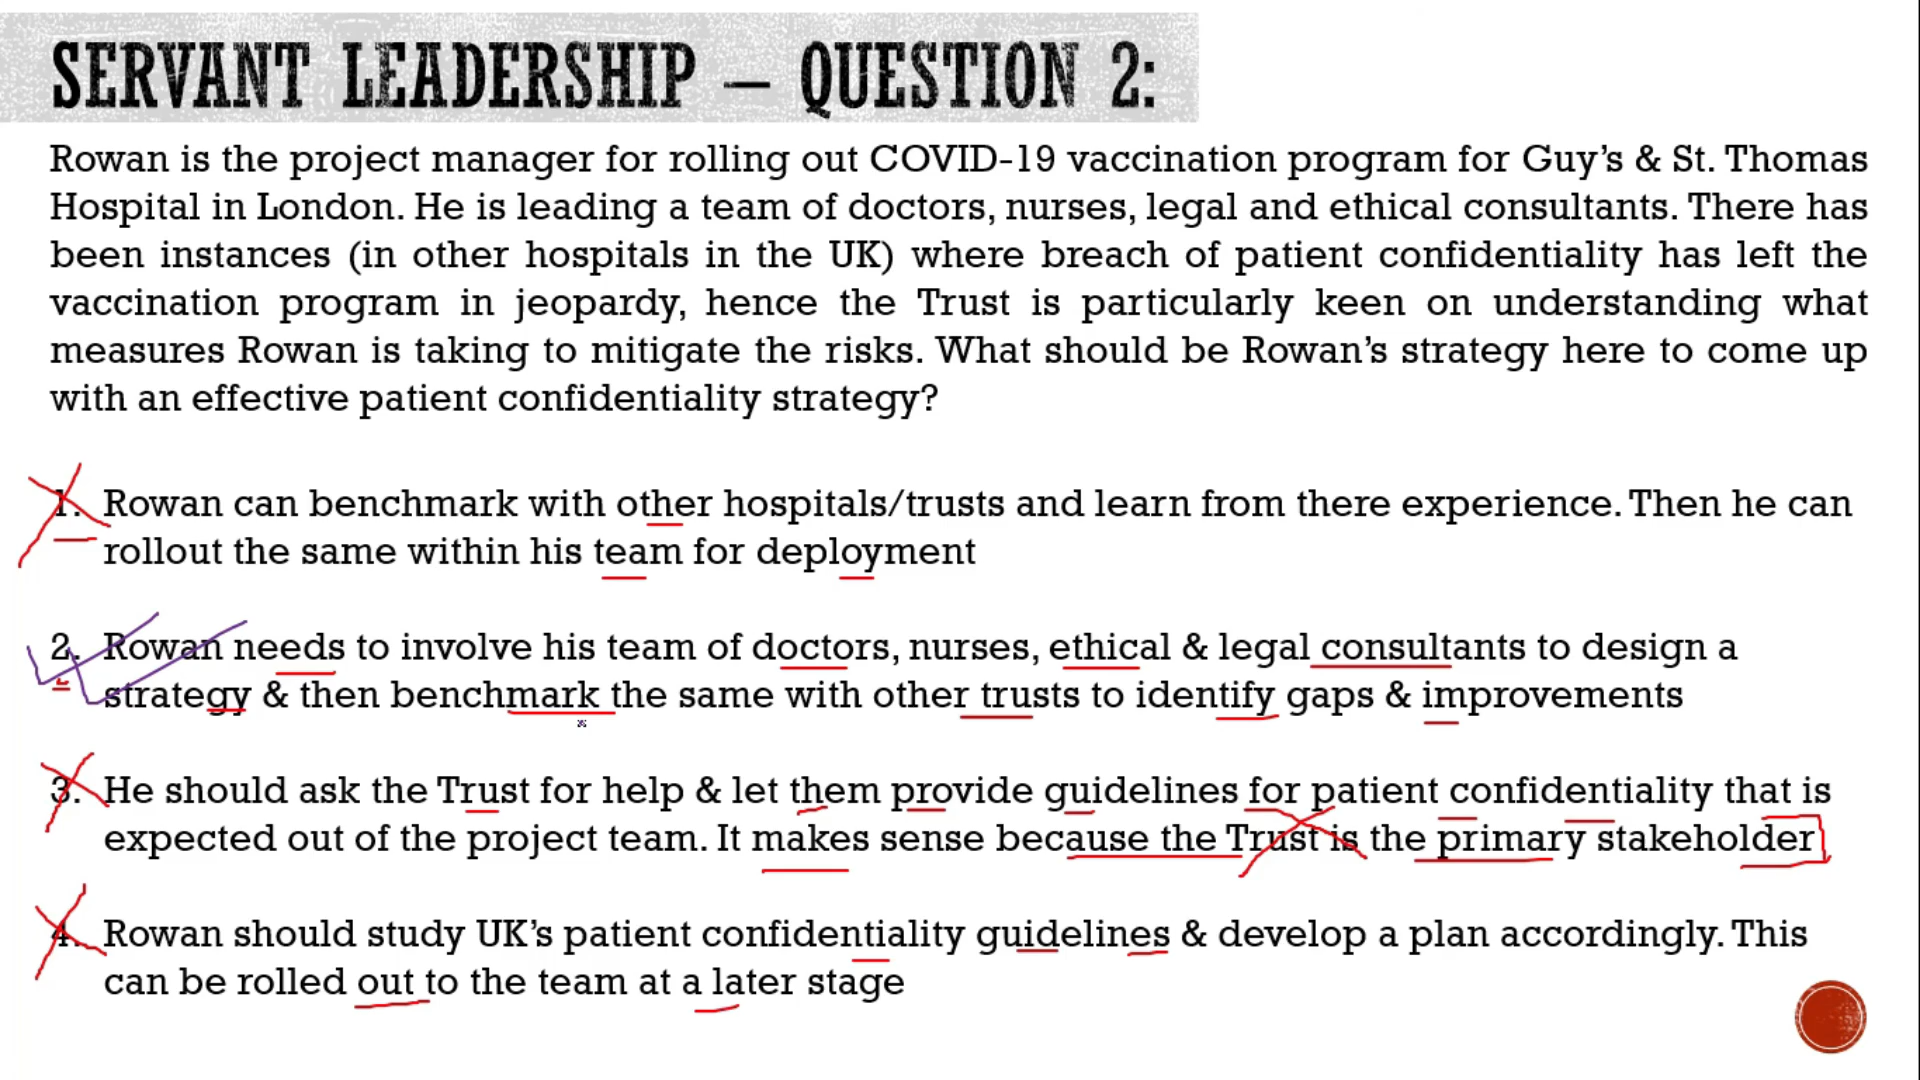 SERVANT LEADERSHIP – QUESTION 2:
Rowan is the project manager for rolling out COVID-19 vaccination program for Guy’s & St. Thomas
Hospital in London. He is leading a team of doctors, nurses, legal and ethical consultants. There has
been instances (in other hospitals in the UK) where breach of patient confidentiality has left the
vaccination program in jeopardy, hence the Trust is particularly keen on understanding what
measures Rowan is taking to mitigate the risks. What should be Rowan’s strategy here to come up
with an effective patient confidentiality strategy?
1. Rowan can benchmark with other hospitals/trusts and learn from there experience. Then he can
rollout the same within his team for deployment
2. Rowan needs to involve his team of doctors, nurses, ethical & legal consultants to design a
strategy & then benchmark the same with other trusts to identify gaps & improvements
3. He should ask the Trust for help & let them provide guidelines for patient confidentiality that is
expected out of the project team. It makes sense because the Trust is the primary stakeholder
4. Rowan should study UK’s patient confidentiality guidelines & develop a plan accordingly. This
can be rolled out to the team at a later stage